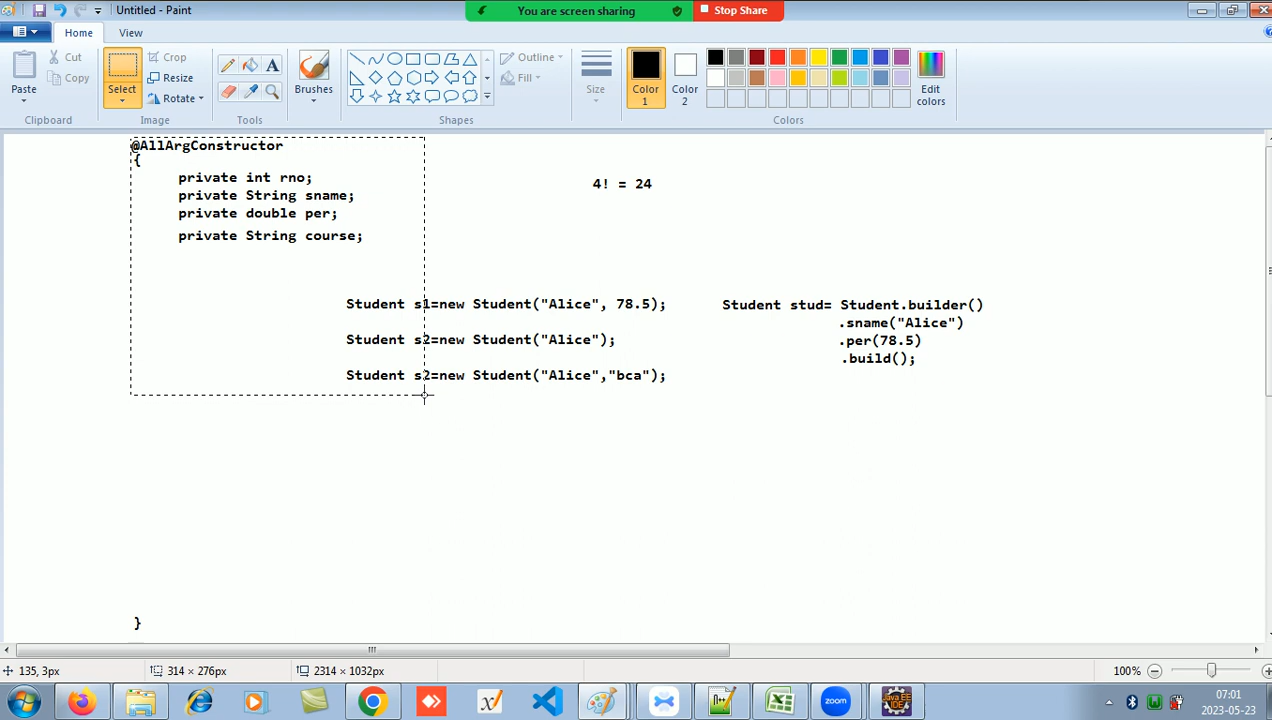 Untitled - Paint
You are screen sharing
Stop Share
Home
View
Cut
Copy
Paste
Clipboard
Select
Crop
Resize
Rotate
Image
Tools
Brushes
Shapes
Outline
Fill
Size
Color 1
Color 2
Edit colors
Colors
@AllArgConstructor
{
private int rno;
private String sname;
private double per;
private String course;
4! = 24
Student s1=new Student("Alice", 78.5);
Student s2=new Student("Alice");
Student s2=new Student("Alice","bca");
Student stud= Student.builder()
.sname("Alice")
.per(78.5)
.build();
}
135, 3px
314 × 276px
2314 × 1032px
100%
Java EE
IDE
zoom
07:01
2023-05-23